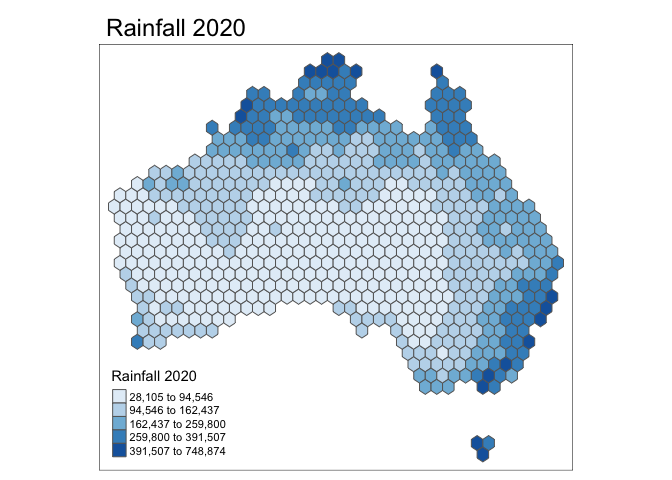 Rainfall 2020
Rainfall 2020
28,105 to 94,546
94,546 to 162,437
162,437 to 259,800
259,800 to 391,507
391,507 to 748,874